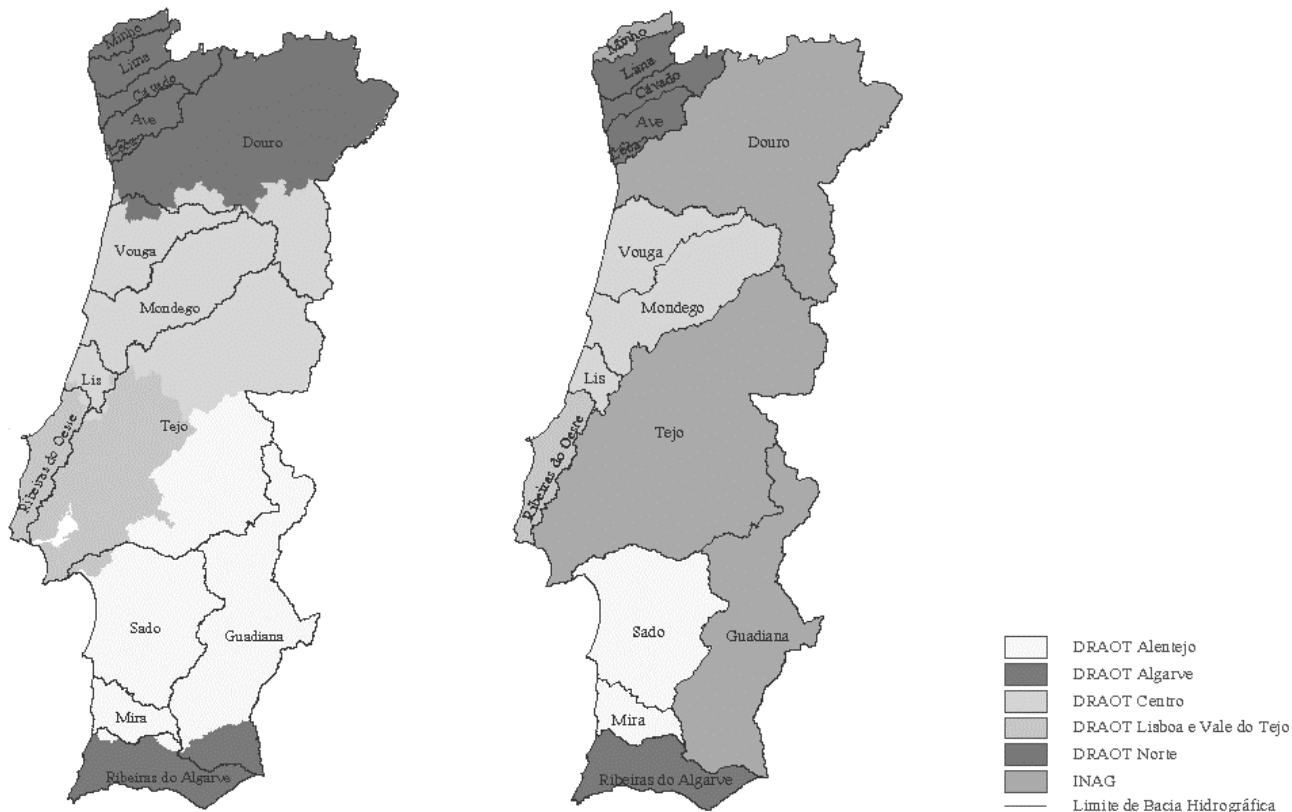 Minho
Lima
Cavado
Ave
Leça
Douro
Vouga
Mondego
Lis
Tejo
Ribeiras do Oeste
Sado
Guadiana
Mira
Ribeiras do Algarve
Minho
Lima
Cavado
Ave
Leça
Douro
Vouga
Mondego
Lis
Tejo
Ribeiras do Oeste
Sado
Guadiana
Mira
Ribeiras do Algarve
DRAOT Alentejo
DRAOT Algarve
DRAOT Centro
DRAOT Lisboa e Vale do Tejo
DRAOT Norte
INAG
Limite de Bacia Hidrográfica